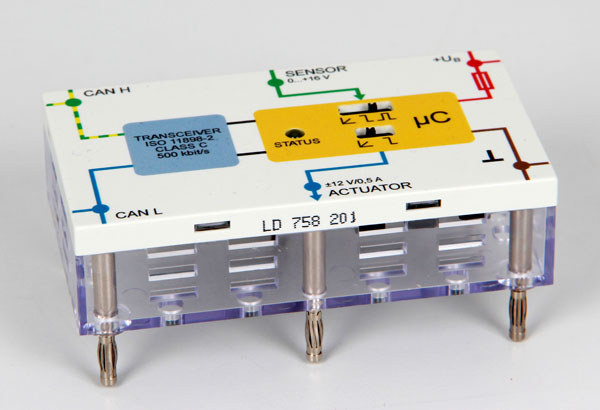 SENSOR
0...+16 V
+UB
CAN H
TRANSCEIVER
ISO 11898-2
CLASS C
500 kbit/s
STATUS
µC
±12 V/0,5 A
ACTUATOR
CAN L
LD 758 201